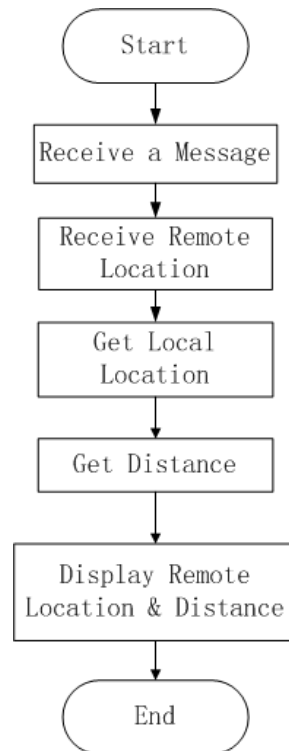 Start
Receive a Message
Receive Remote
Location
Get Local
Location
Get Distance
Display Remote
Location & Distance
End